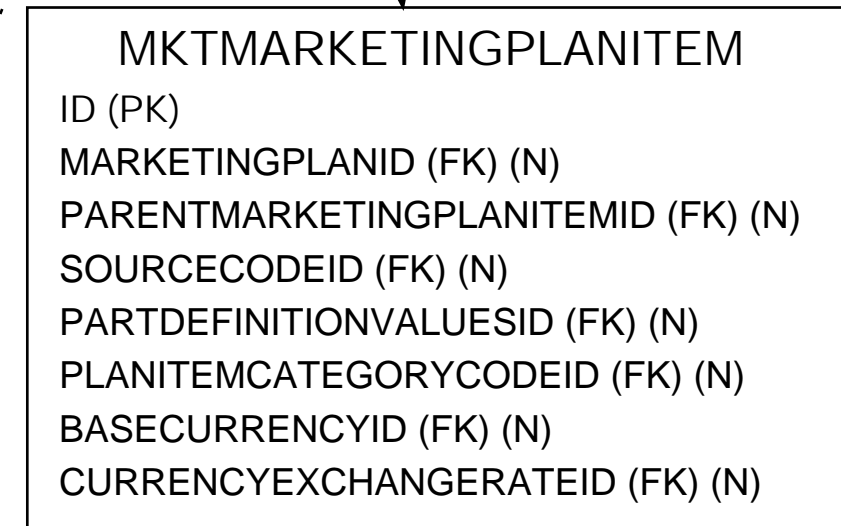 MKTMARKETINGPLANITEM
ID (PK)
MARKETINGPLANID (FK) (N)
PARENTMARKETINGPLANITEMID (FK) (N)
SOURCECODEID (FK) (N)
PARTDEFINITIONVALUESID (FK) (N)
PLANITEMCATEGORYCODEID (FK) (N)
BASECURRENCYID (FK) (N)
CURRENCYEXCHANGERATEID (FK) (N)